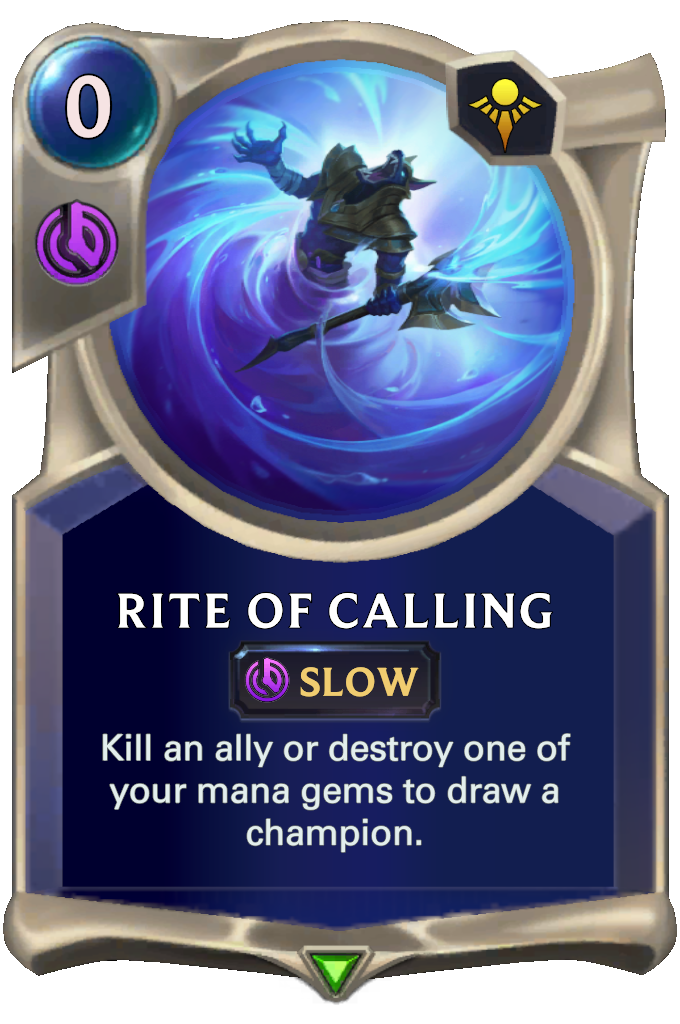 0
RITE OF CALLING
SLOW
Kill an ally or destroy one of
your mana gems to draw a
champion.